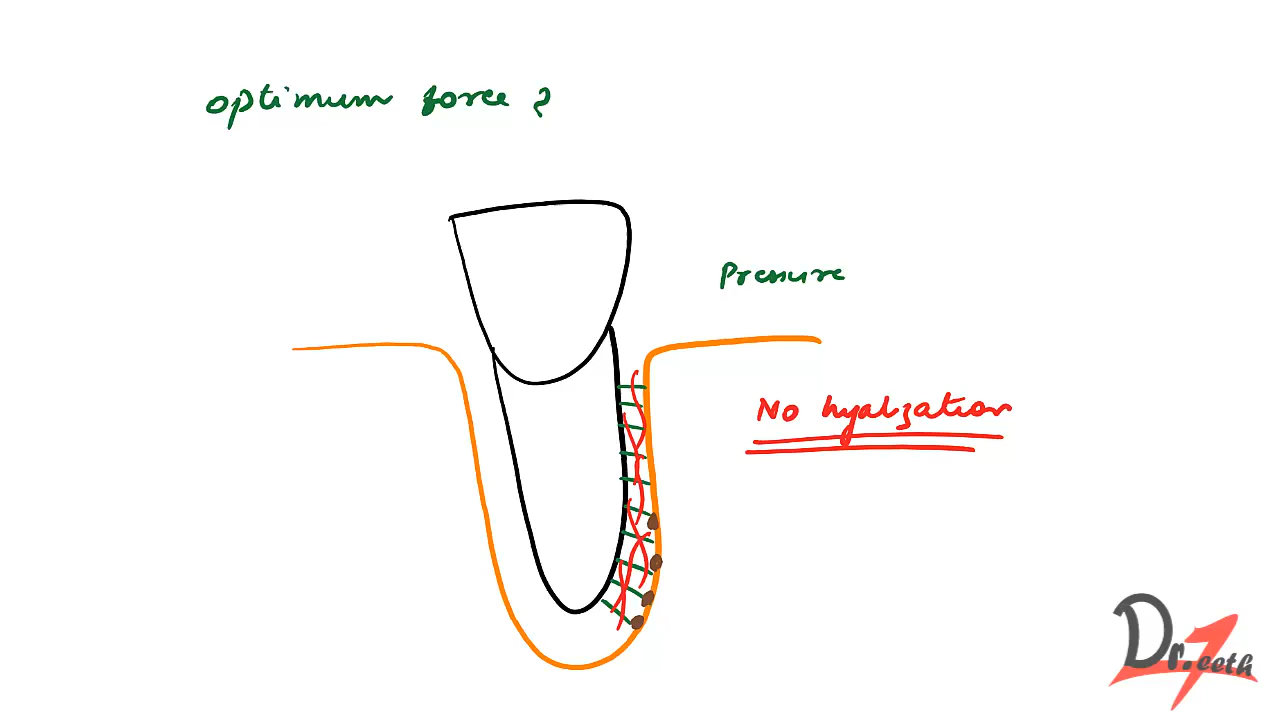 optimum force ?
Pressure
No hyalization
Dr.eeth